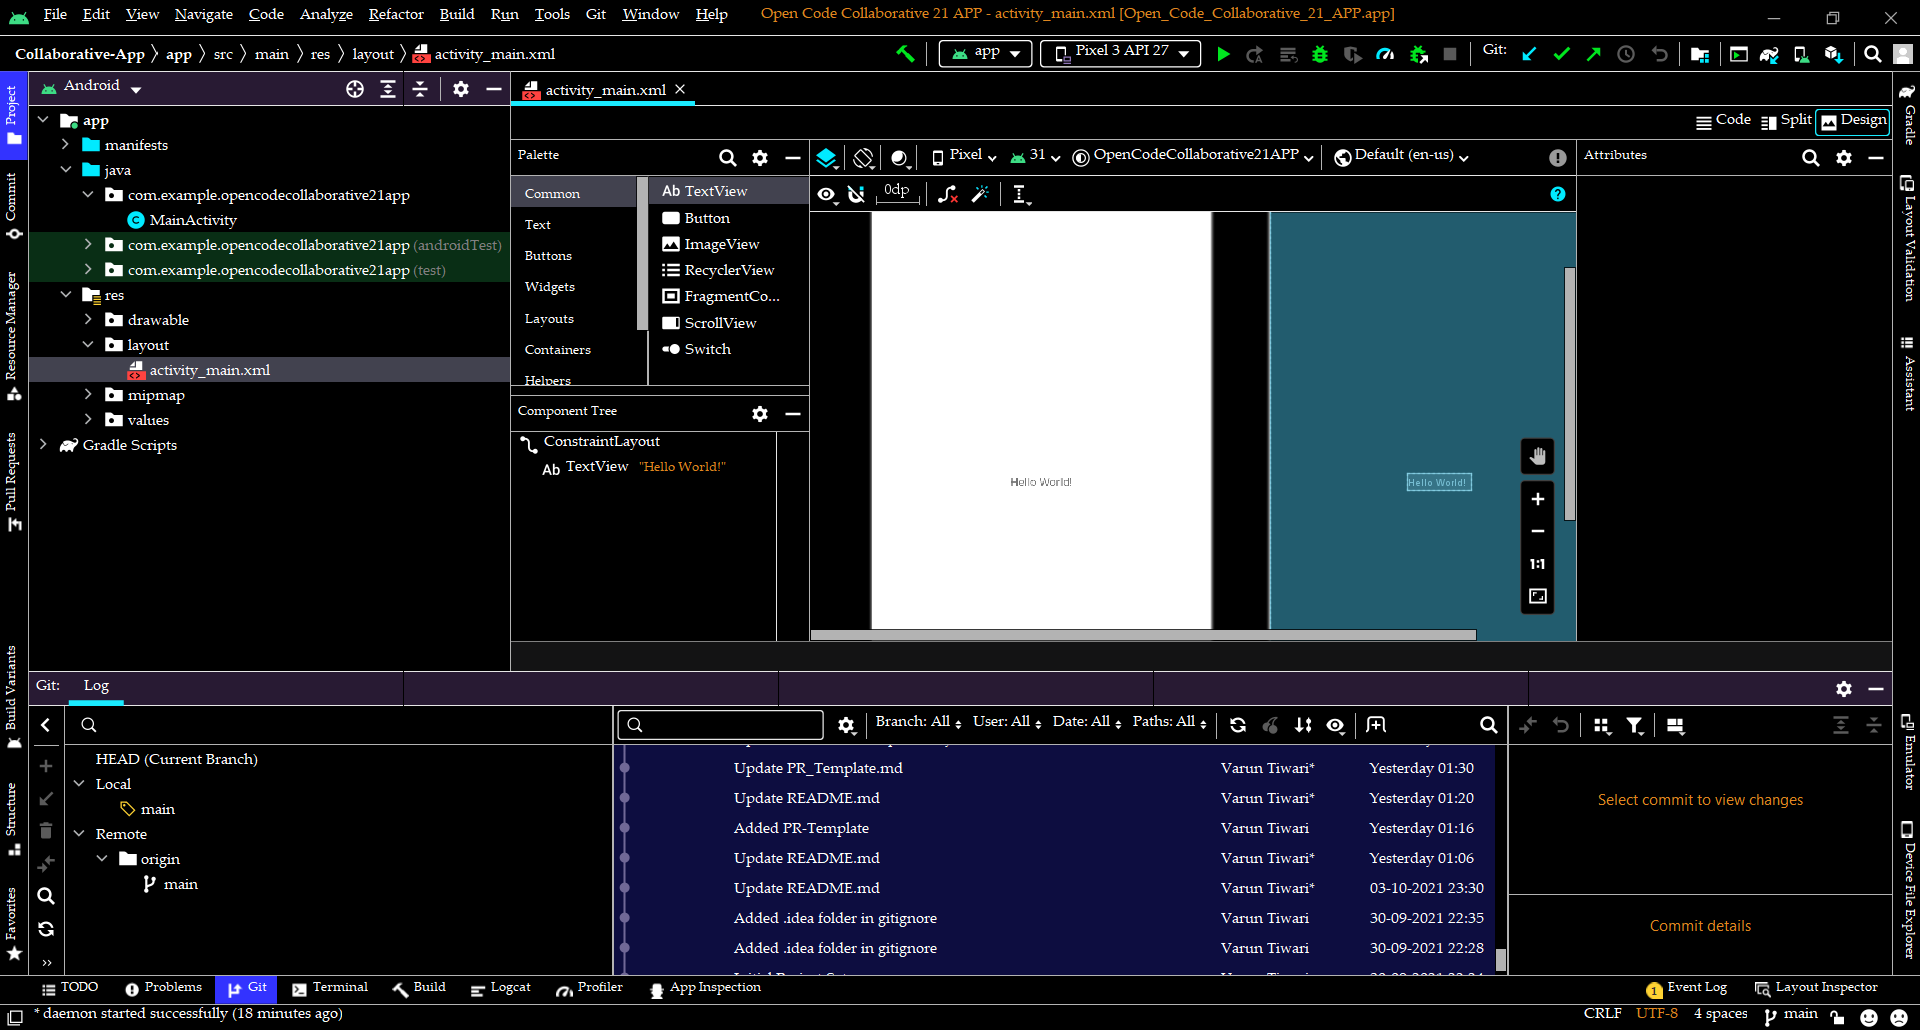 File Edit View Navigate Code Analyze Refactor Build Run Tools Git Window Help
Open Code Collaborative 21 APP - activity_main.xml [Open_Code_Collaborative_21_APP.app]
Collaborative-App app src main res layout activity_main.xml
app
Pixel 3 API 27
Git:
Project
Commit
Resource Manager
Pull Requests
Build Variants
Structure
Favorites
Android
app
manifests
java
com.example.opencodecollaborative21app
MainActivity
com.example.opencodecollaborative21app (androidTest)
com.example.opencodecollaborative21app (test)
res
drawable
layout
activity_main.xml
mipmap
values
Gradle Scripts
activity_main.xml
Code Split Design
Palette
Common
Text
Buttons
Widgets
Layouts
Containers
Helpers
Ab TextView
Button
ImageView
RecyclerView
FragmentCo...
ScrollView
Switch
Component Tree
ConstraintLayout
Ab TextView "Hello World!"
Pixel 31 OpenCodeCollaborative21APP Default (en-us)
0dp
Hello World!
Hello World!
1:1
Attributes
Gradle
Layout Validation
Assistant
Emulator
Device File Explorer
Git: Log
HEAD (Current Branch)
Local
main
Remote
origin
main
Branch: All User: All Date: All Paths: All
Update PR_Template.md Varun Tiwari* Yesterday 01:30
Update README.md Varun Tiwari* Yesterday 01:20
Added PR-Template Varun Tiwari Yesterday 01:16
Update README.md Varun Tiwari* Yesterday 01:06
Update README.md Varun Tiwari* 03-10-2021 23:30
Added .idea folder in gitignore Varun Tiwari 30-09-2021 22:35
Added .idea folder in gitignore Varun Tiwari 30-09-2021 22:28
Select commit to view changes
Commit details
TODO Problems Git Terminal Build Logcat Profiler App Inspection
1 Event Log Layout Inspector
* daemon started successfully (18 minutes ago)
CRLF UTF-8 4 spaces main